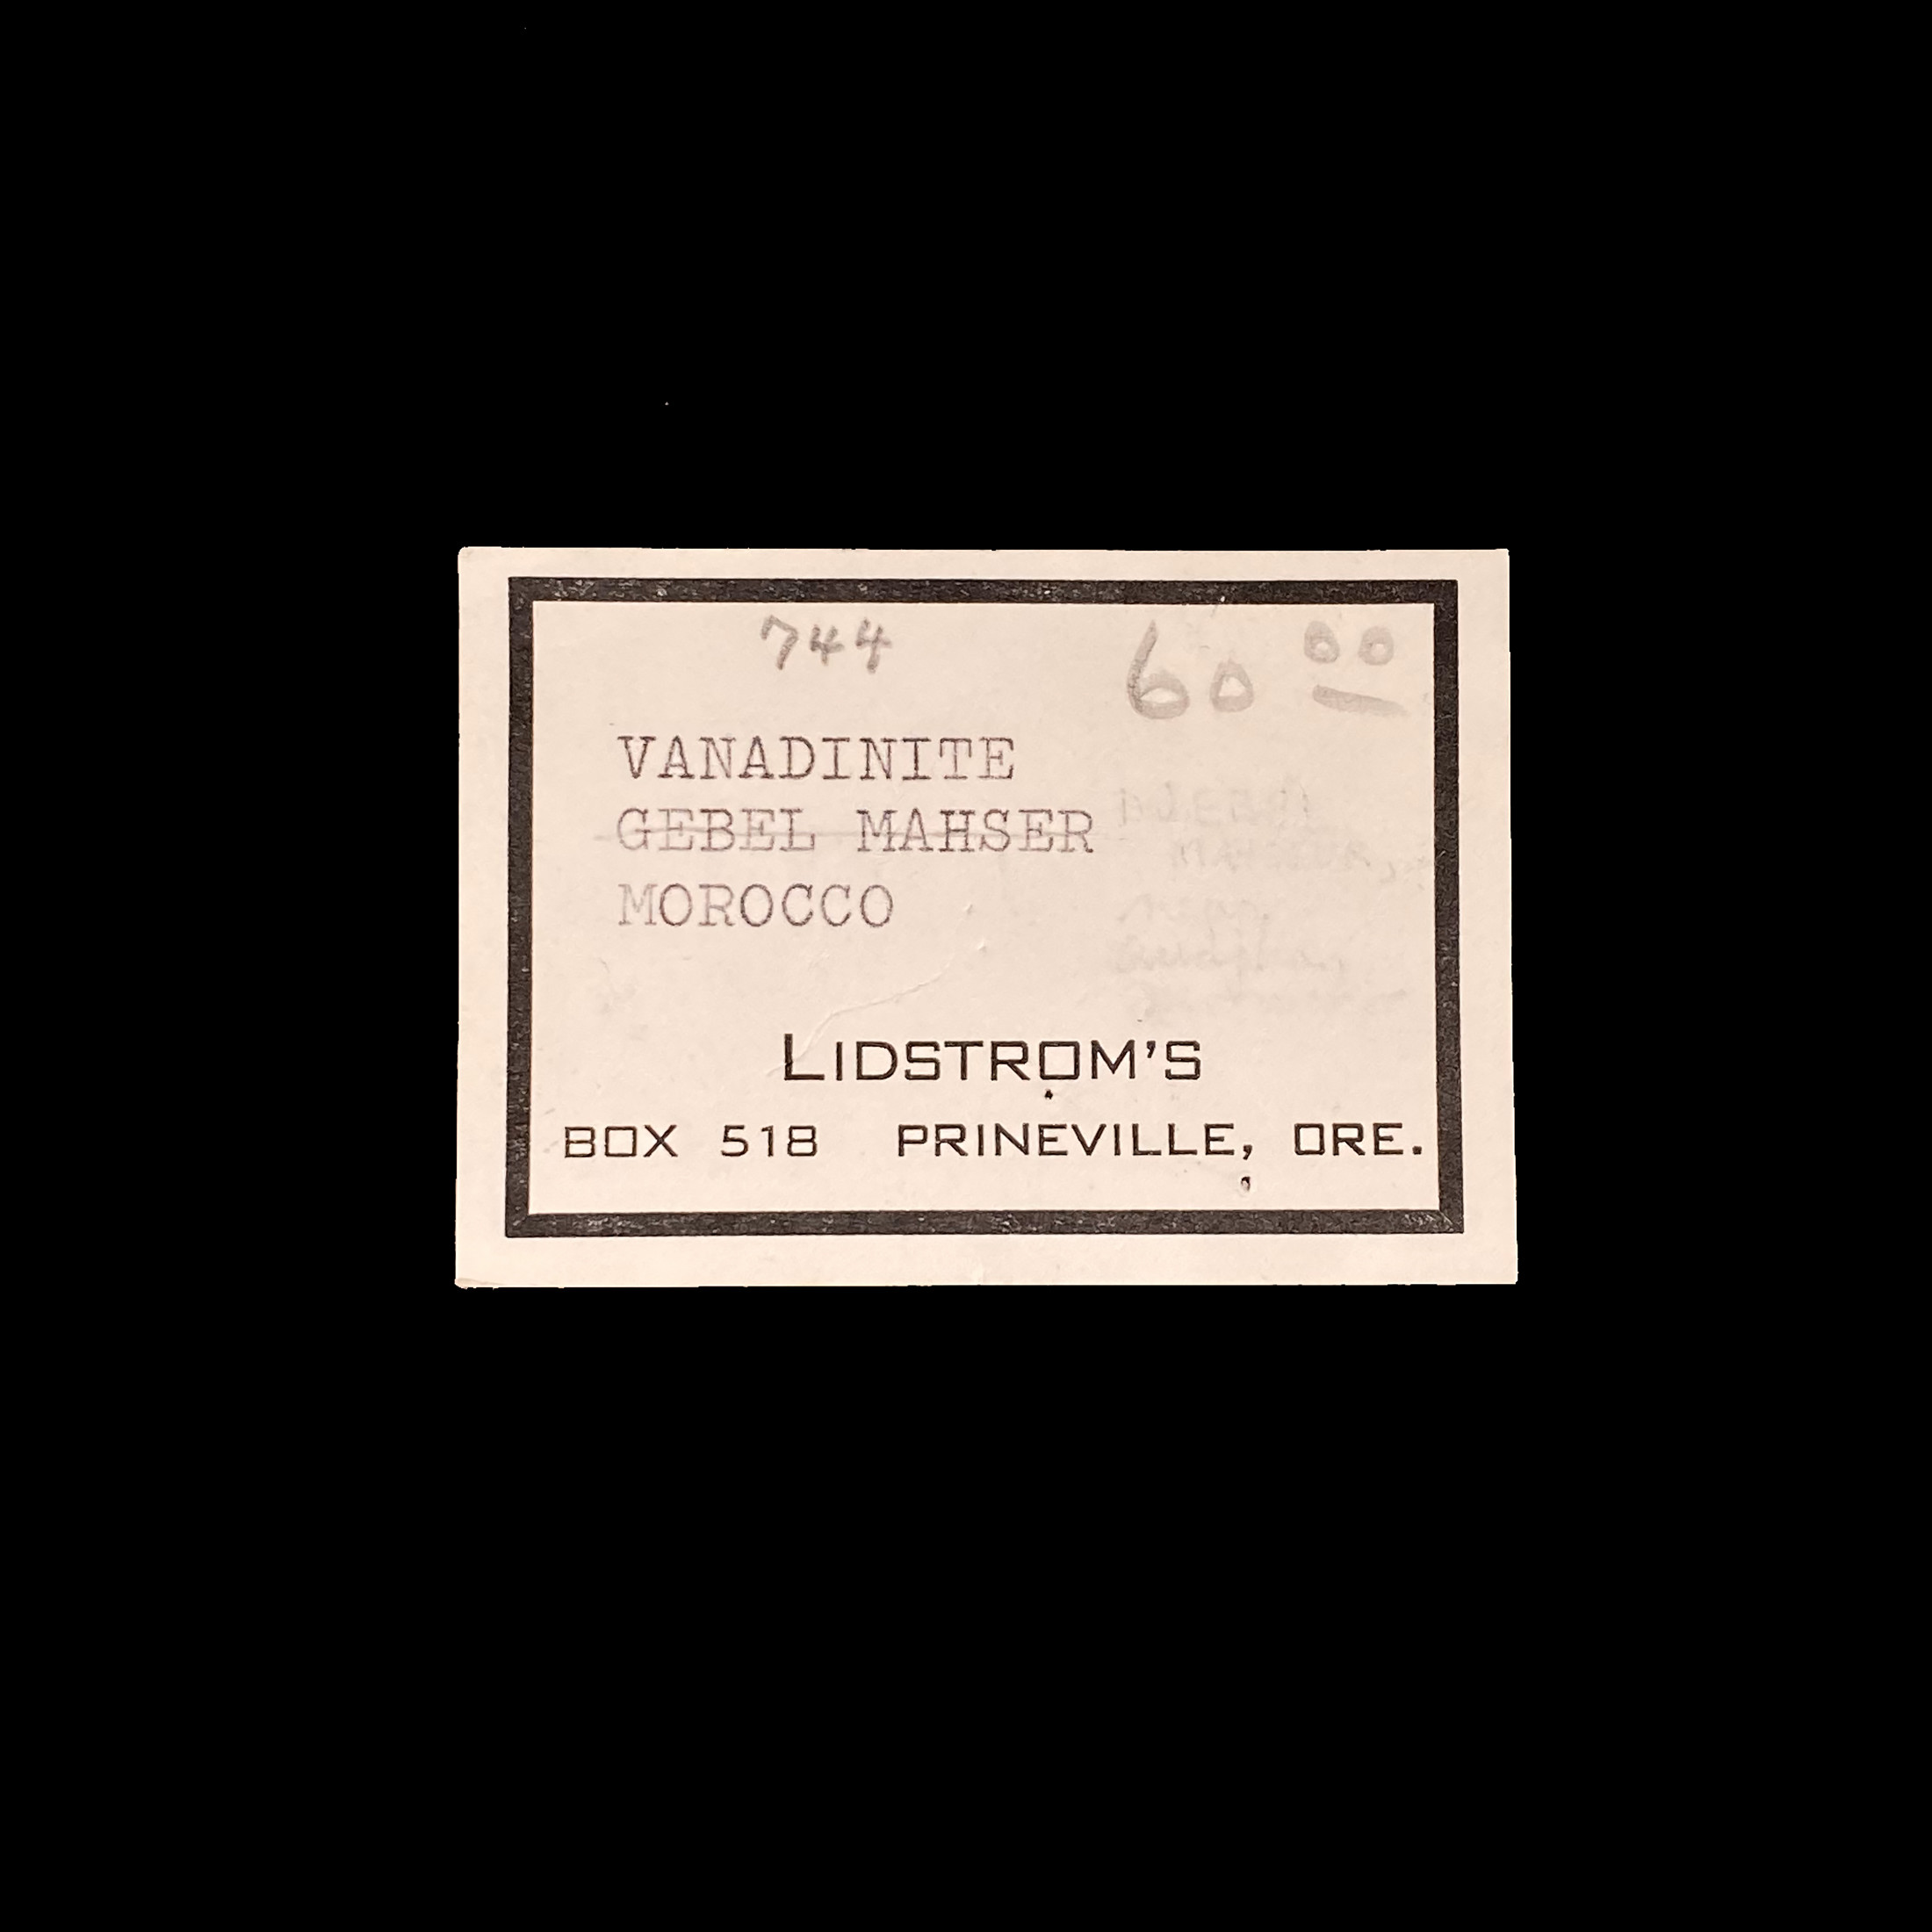 744 60 00
VANADINITE
GEBEL MAHSER
MOROCCO
LIDSTROM'S
BOX 518 PRINEVILLE, ORE.